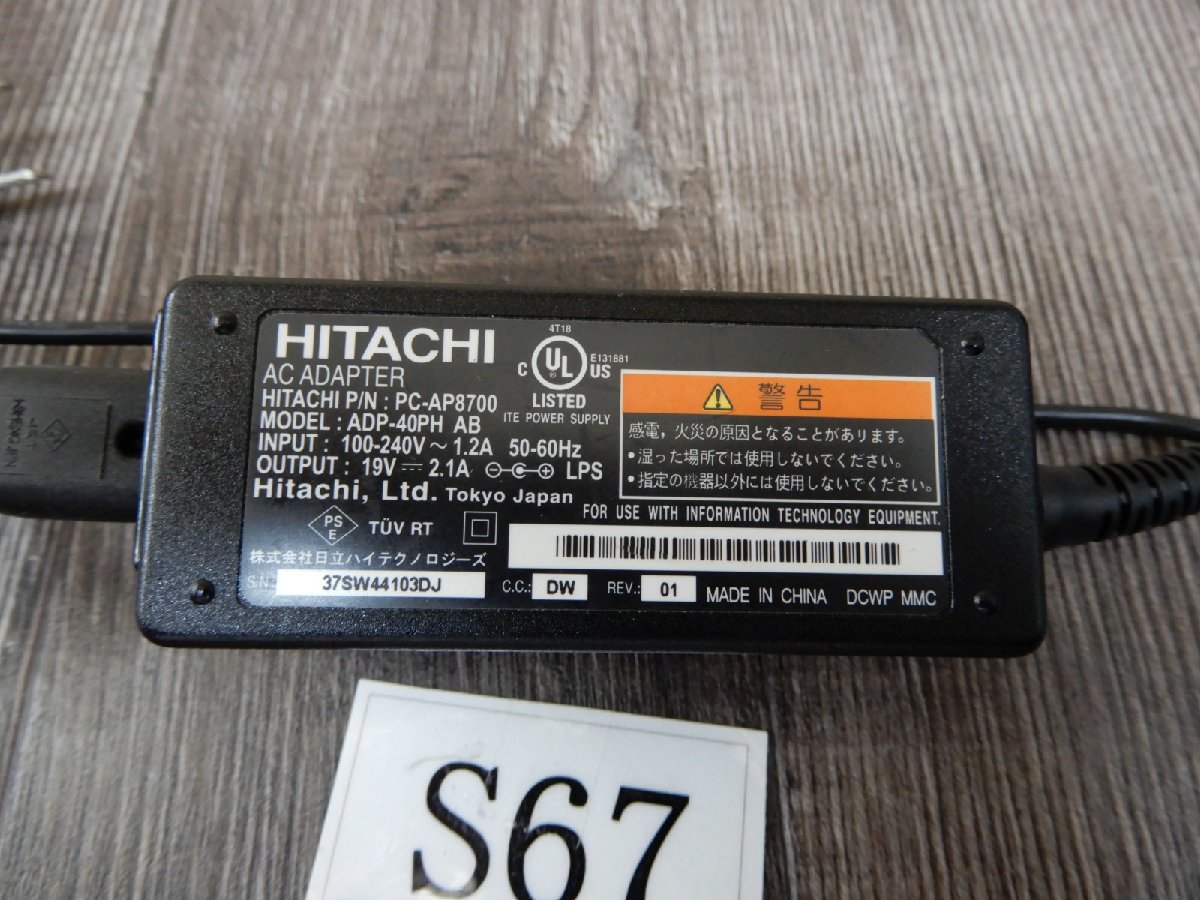 HITACHI
AC ADAPTER
HITACHI P/N : PC-AP8700
MODEL : ADP-40PH AB
INPUT : 100-240V ~ 1.2A 50-60Hz
OUTPUT : 19V ⎓ 2.1A LPS
Hitachi, Ltd. Tokyo Japan
4T18
C UL ® US
E131881
LISTED
ITE POWER SUPPLY
警告
感電，火災の原因となることがあります。
・湿った場所では使用しないでください。
・指定の機器以外には使用しないでください。
FOR USE WITH INFORMATION TECHNOLOGY EQUIPMENT.
PS
E
TÜV RT
株式会社日立ハイテクノロジーズ
S/N: 37SW44103DJ
C.C.: DW
REV.: 01
MADE IN CHINA DCWP MMC
S67